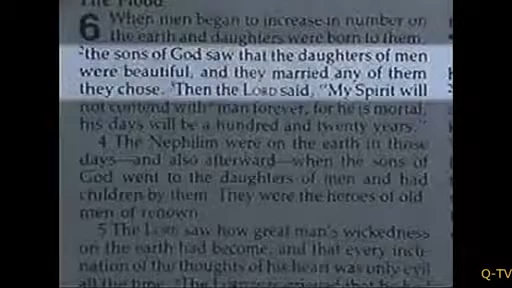 The Flood
6 When men began to increase in number on
the earth and daughters were born to them,
2the sons of God saw that the daughters of men
were beautiful, and they married any of them
they chose. 3Then the LORD said, "My Spirit will
not contend with a man forever, for he is mortal;
his days will be a hundred and twenty years."
4 The Nephilim were on the earth in those
days—and also afterward—when the sons of
God went to the daughters of men and had
children by them. They were the heroes of old,
men of renown.
5 The LORD saw how great man's wickedness
on the earth had become, and that every incli-
nation of the thoughts of his heart was only evil
all the time.
Q-TV